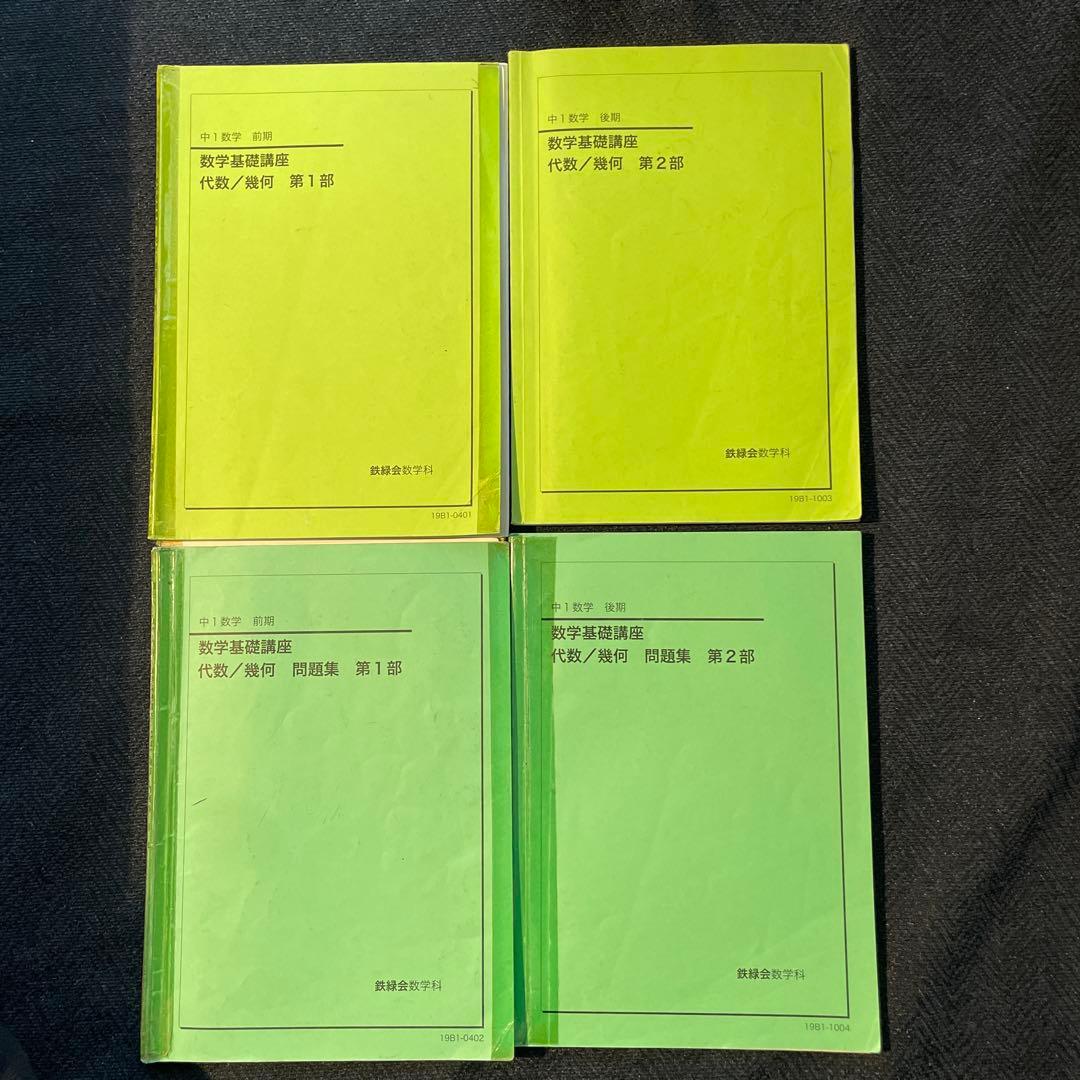 中1数学　前期
数学基礎講座
代数／幾何　第1部
鉄緑会数学科
19B1-0401
中1数学　後期
数学基礎講座
代数／幾何　第2部
鉄緑会数学科
19B1-1003
中1数学　前期
数学基礎講座
代数／幾何　問題集　第1部
鉄緑会数学科
19B1-0402
中1数学　後期
数学基礎講座
代数／幾何　問題集　第2部
鉄緑会数学科
19B1-1004